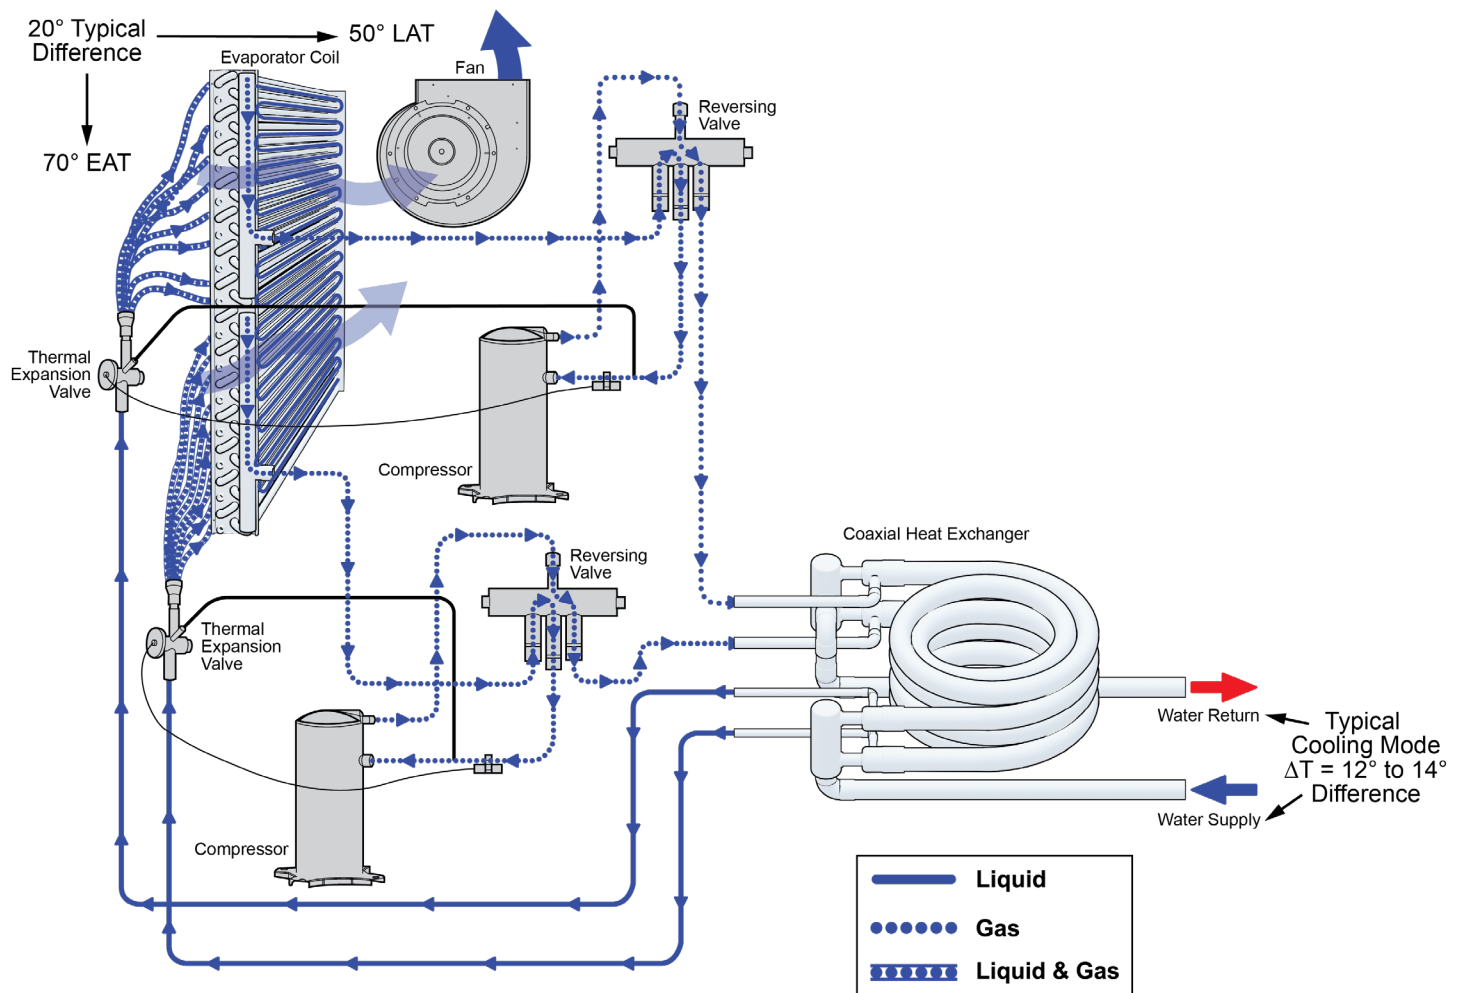 20° Typical
Difference
50° LAT
Evaporator Coil
Fan
70° EAT
Reversing
Valve
Thermal
Expansion
Valve
Compressor
Reversing
Valve
Coaxial Heat Exchanger
Thermal
Expansion
Valve
Compressor
Water Return
Typical
Cooling Mode
ΔT = 12° to 14°
Difference
Water Supply
Liquid
Gas
Liquid & Gas